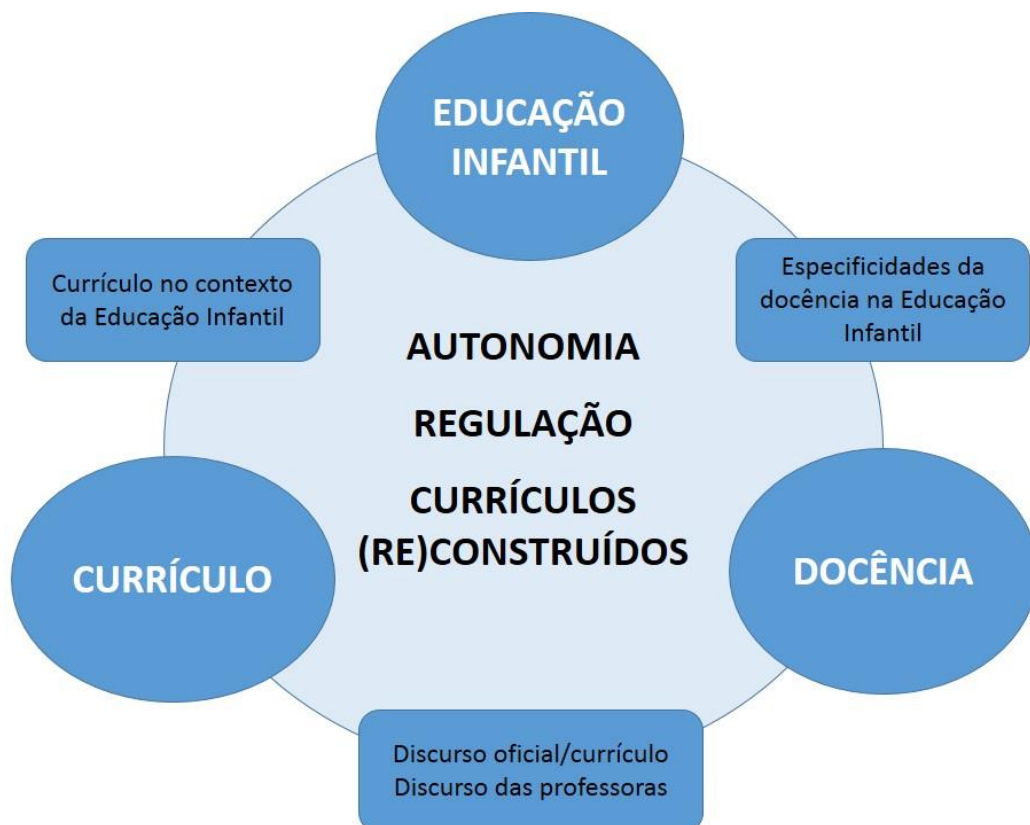 EDUCAÇÃO
INFANTIL
Currículo no contexto
da Educação Infantil
Especificidades da
docência na Educação
Infantil
AUTONOMIA
REGULAÇÃO
CURRÍCULOS
(RE)CONSTRUÍDOS
CURRÍCULO
DOCÊNCIA
Discurso oficial/currículo
Discurso das professoras